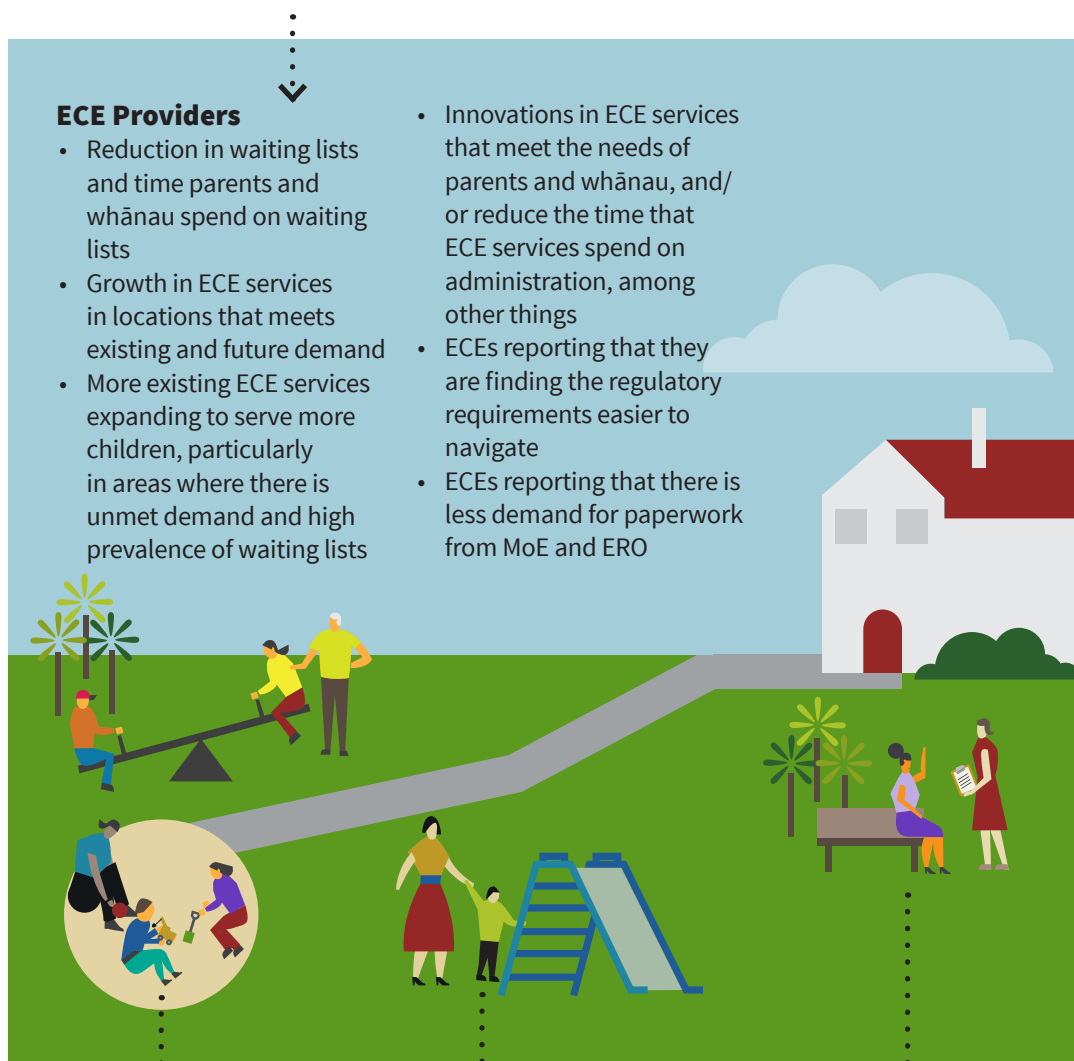 ECE Providers
• Reduction in waiting lists
and time parents and
whānau spend on waiting
lists
• Growth in ECE services
in locations that meets
existing and future demand
• More existing ECE services
expanding to serve more
children, particularly
in areas where there is
unmet demand and high
prevalence of waiting lists
• Innovations in ECE services
that meet the needs of
parents and whānau, and/
or reduce the time that
ECE services spend on
administration, among
other things
• ECEs reporting that they
are finding the regulatory
requirements easier to
navigate
• ECEs reporting that there is
less demand for paperwork
from MoE and ERO